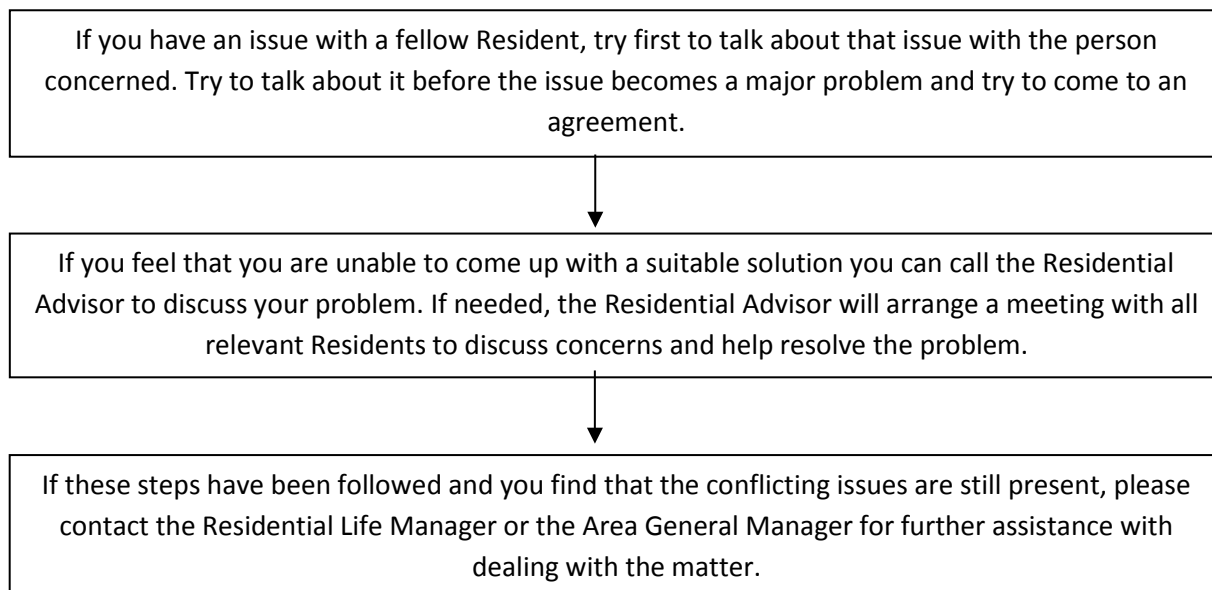 If you have an issue with a fellow Resident, try first to talk about that issue with the person
concerned. Try to talk about it before the issue becomes a major problem and try to come to an
agreement.
If you feel that you are unable to come up with a suitable solution you can call the Residential
Advisor to discuss your problem. If needed, the Residential Advisor will arrange a meeting with all
relevant Residents to discuss concerns and help resolve the problem.
If these steps have been followed and you find that the conflicting issues are still present, please
contact the Residential Life Manager or the Area General Manager for further assistance with
dealing with the matter.